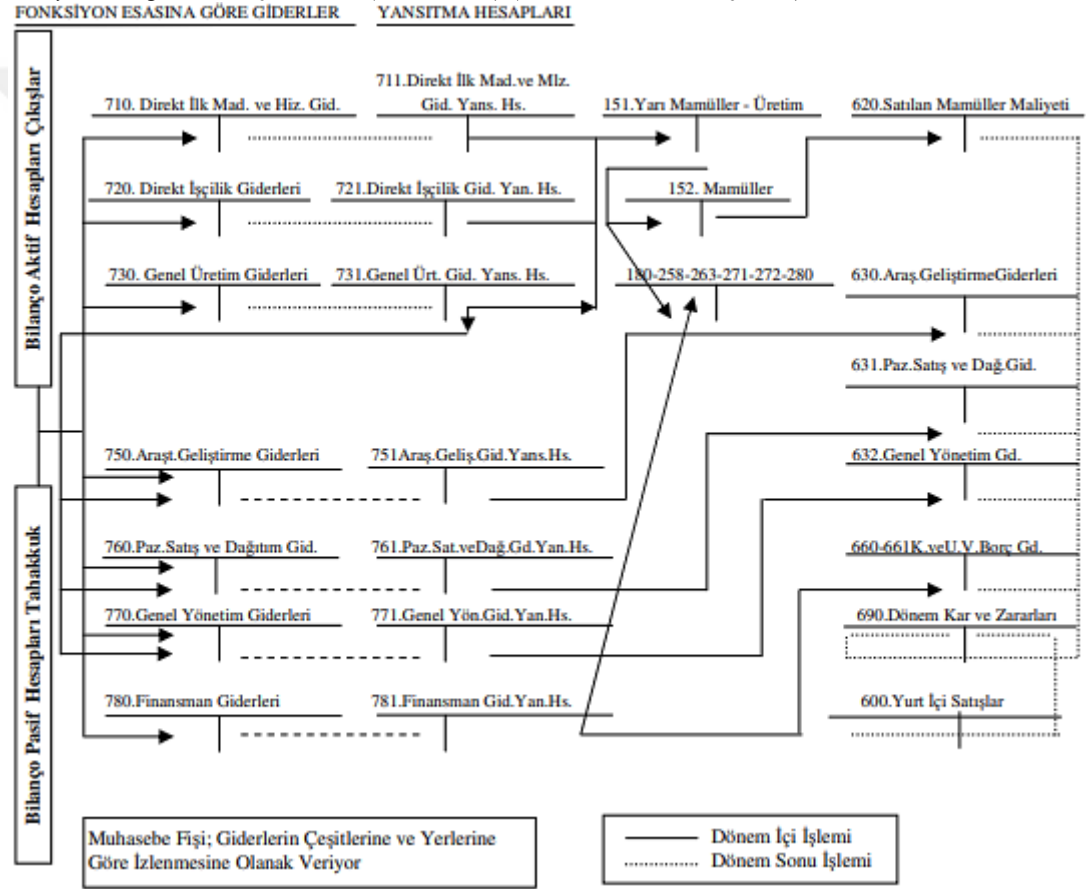 FONKSİYON ESASINA GÖRE GİDERLER
YANSITMA HESAPLARI
Bilanço Aktif Hesapları Çıkışlar
710. Direkt İlk Mad. ve Hiz. Gid.
711.Direkt İlk Mad.ve Mlz.
Gid. Yans. Hs.
151.Yarı Mamüller - Üretim
620.Satılan Mamüller Maliyeti
720. Direkt İşçilik Giderleri
721.Direkt İşçilik Gid. Yan. Hs.
152. Mamüller
730. Genel Üretim Giderleri
731.Genel Ürt. Gid. Yans. Hs.
180-258-263-271-272-280
630.Araş.GeliştirmeGiderleri
631.Paz.Satış ve Dağ.Gid.
Bilanço Pasif Hesapları Tahakkuk
750.Araşt.Geliştirme Giderleri
751Araş.Geliş.Gid.Yans.Hs.
632.Genel Yönetim Gd.
760.Paz.Satış ve Dağıtım Gid.
761.Paz.Sat.veDağ.Gd.Yan.Hs.
660-661K.veU.V.Borç Gd.
770.Genel Yönetim Giderleri
771.Genel Yön.Gid.Yan.Hs.
690.Dönem Kar ve Zararları
780.Finansman Giderleri
781.Finansman Gid.Yan.Hs.
600.Yurt İçi Satışlar
Muhasebe Fişi; Giderlerin Çeşitlerine ve Yerlerine
Göre İzlenmesine Olanak Veriyor
Dönem İçi İşlemi
Dönem Sonu İşlemi